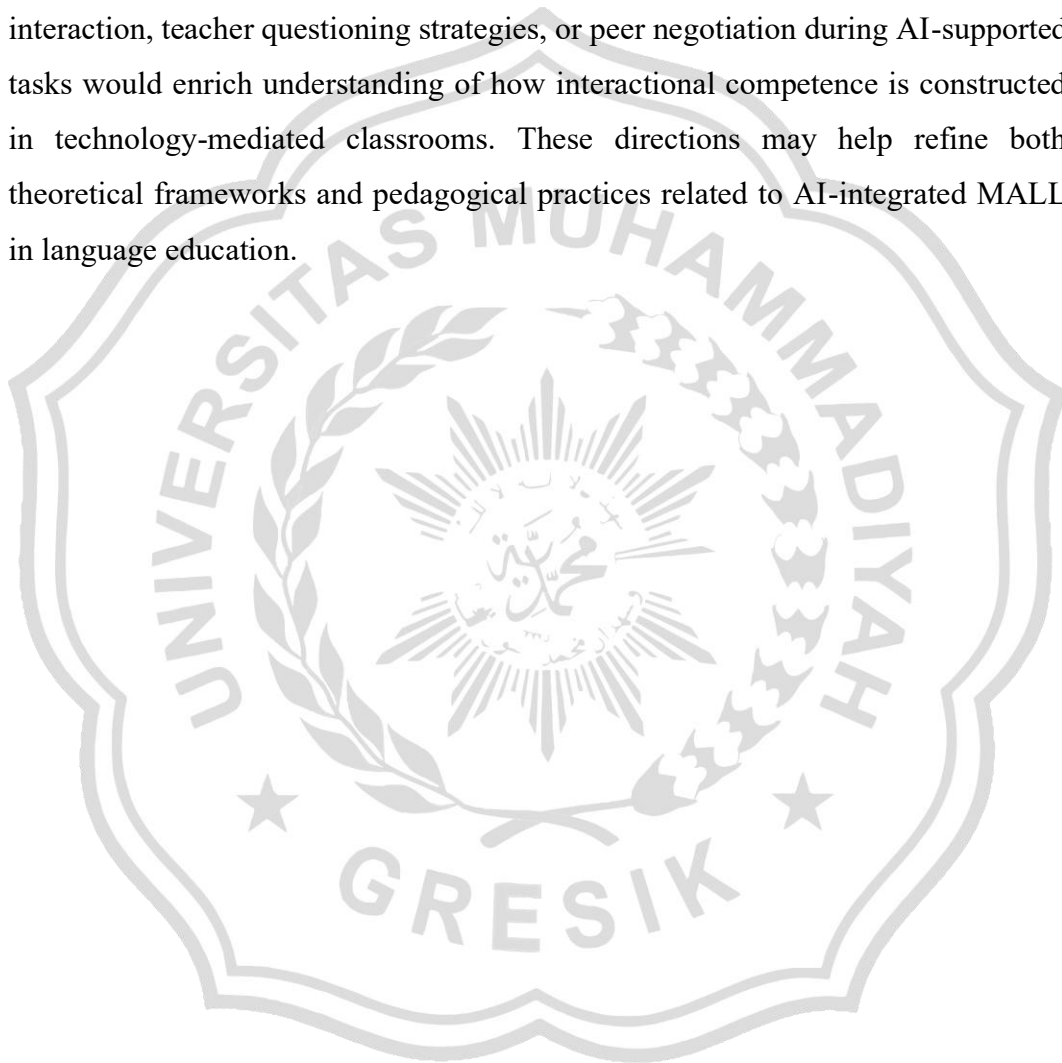 interaction, teacher questioning strategies, or peer negotiation during AI-supported
tasks would enrich understanding of how interactional competence is constructed
in technology-mediated classrooms. These directions may help refine both
theoretical frameworks and pedagogical practices related to AI-integrated MALL
in language education.
UNIVERSITAS MUHAMMADIYAH
GRESIK